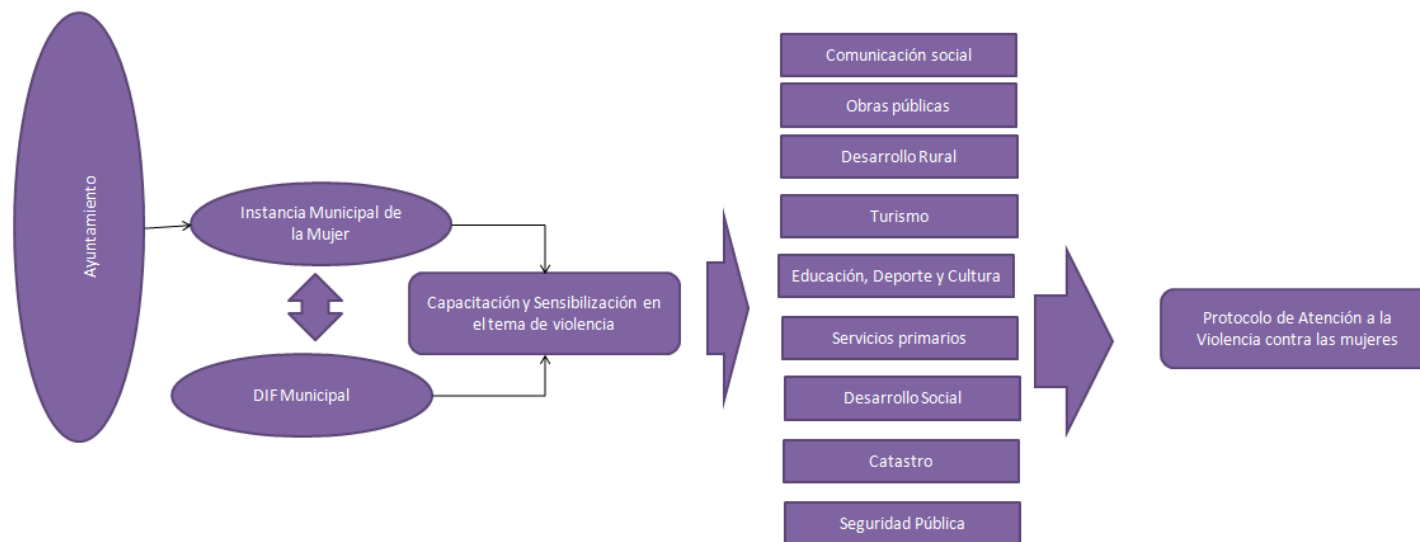 Ayuntamiento
Instancia Municipal de
la Mujer
DIF Municipal
Capacitación y Sensibilización en
el tema de violencia
Comunicación social
Obras públicas
Desarrollo Rural
Turismo
Educación, Deporte y Cultura
Servicios primarios
Desarrollo Social
Catastro
Seguridad Pública
Protocolo de Atención a la
Violencia contra las mujeres